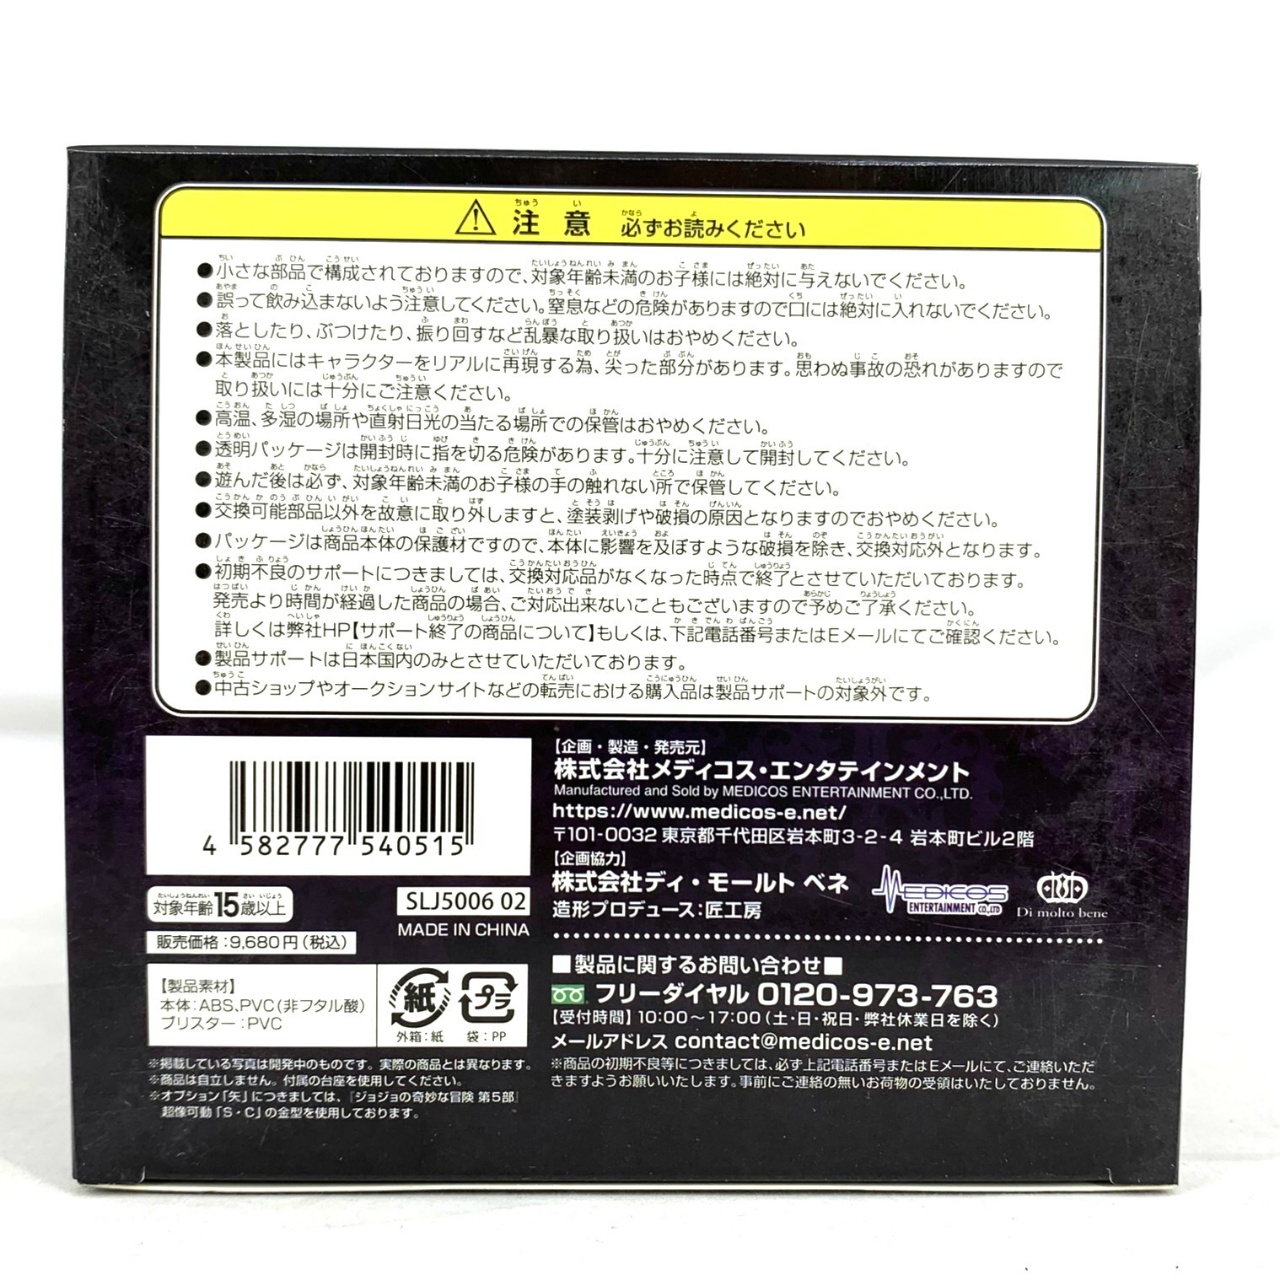 注意 必ずお読みください
●小さな部品で構成されておりますので、対象年齢未満のお子様には絶対に与えないでください。
●誤って飲み込まないよう注意してください。窒息などの危険がありますので口には絶対に入れないでください。
●落としたり、ぶつけたり、振り回すなど乱暴な取り扱いはおやめください。
●本製品にはキャラクターをリアルに再現する為、尖った部分があります。思わぬ事故の恐れがありますので
取り扱いには十分にご注意ください。
●高温、多湿の場所や直射日光の当たる場所での保管はおやめください。
●透明パッケージは開封時に指を切る危険があります。十分に注意して開封してください。
●遊んだ後は必ず、対象年齢未満のお子様の手の触れない所で保管してください。
●交換可能部品以外を故意に取り外しますと、塗装剥げや破損の原因となりますのでおやめください。
●パッケージは商品本体の保護材ですので、本体に影響を及ぼすような破損を除き、交換対応外となります。
●初期不良のサポートにつきましては、交換対応品がなくなった時点で終了とさせていただいております。
発売より時間が経過した商品の場合、ご対応出来ないこともございますので予めご了承ください。
詳しくは弊社HP【サポート終了の商品について】もしくは、下記電話番号またはEメールにてご確認ください。
●製品サポートは日本国内のみとさせていただいております。
●中古ショップやオークションサイトなどの転売における購入品は製品サポートの対象外です。
4 582777 540515
対象年齢15歳以上
SLJ5006 02
MADE IN CHINA
販売価格:9,680円(税込)
【製品素材】
本体:ABS、PVC(非フタル酸)
ブリスター:PVC
紙
外箱:紙
プラ
袋:PP
※掲載している写真は開発中のものです。実際の商品とは異なります。
※商品は自立しません。付属の台座を使用してください。
※オプション「矢」につきましては、『ジョジョの奇妙な冒険 第5部』
超像可動「S・C」の金型を使用しております。
【企画・製造・発売元】
株式会社メディコス・エンタテインメント
Manufactured and Sold by MEDICOS ENTERTAINMENT CO.,LTD.
https://www.medicos-e.net/
〒101-0032 東京都千代田区岩本町3-2-4 岩本町ビル2階
【企画協力】
株式会社ディ・モールト ベネ
造形プロデュース:匠工房
MEDICOS
ENTERTAINMENT CO.,LTD
Di molto bene
■製品に関するお問い合わせ■
フリーダイヤル 0120-973-763
【受付時間】10:00～17:00(土・日・祝日・弊社休業日を除く)
メールアドレス contact@medicos-e.net
※商品の初期不良等につきましては、必ず上記電話番号またはEメールにて、ご連絡いただ
きますようお願いいたします。事前にご連絡の無いお荷物の受領はいたしておりません。